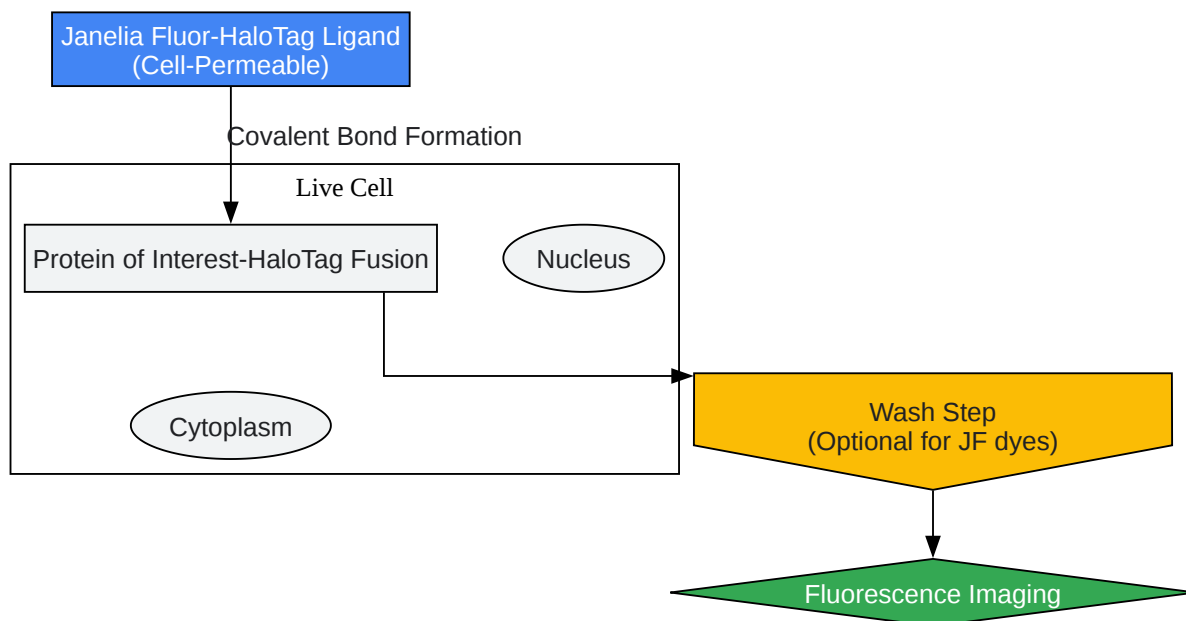 Janelia Fluor-HaloTag Ligand
(Cell-Permeable)
Covalent Bond Formation
Live Cell
Protein of Interest-HaloTag Fusion
Nucleus
Cytoplasm
Wash Step
(Optional for JF dyes)
Fluorescence Imaging